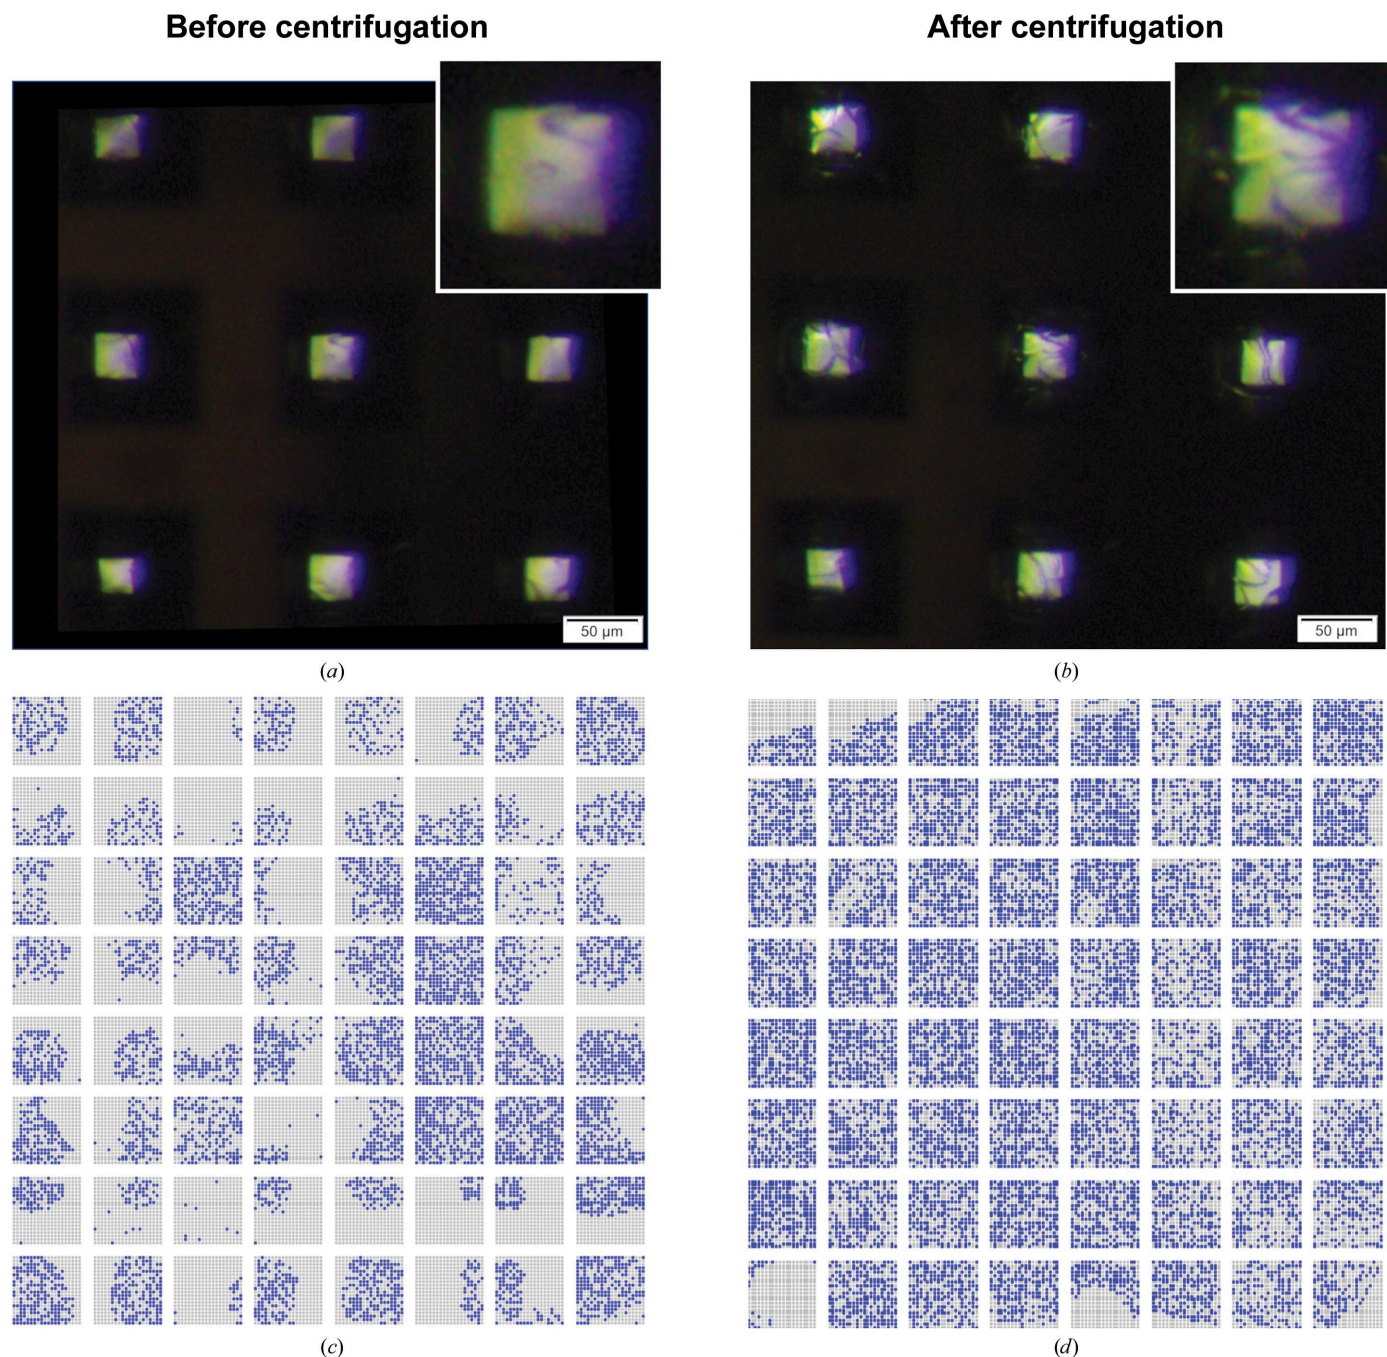 Before centrifugation
After centrifugation
50 µm
50 µm
(a)
(b)
(c)
(d)